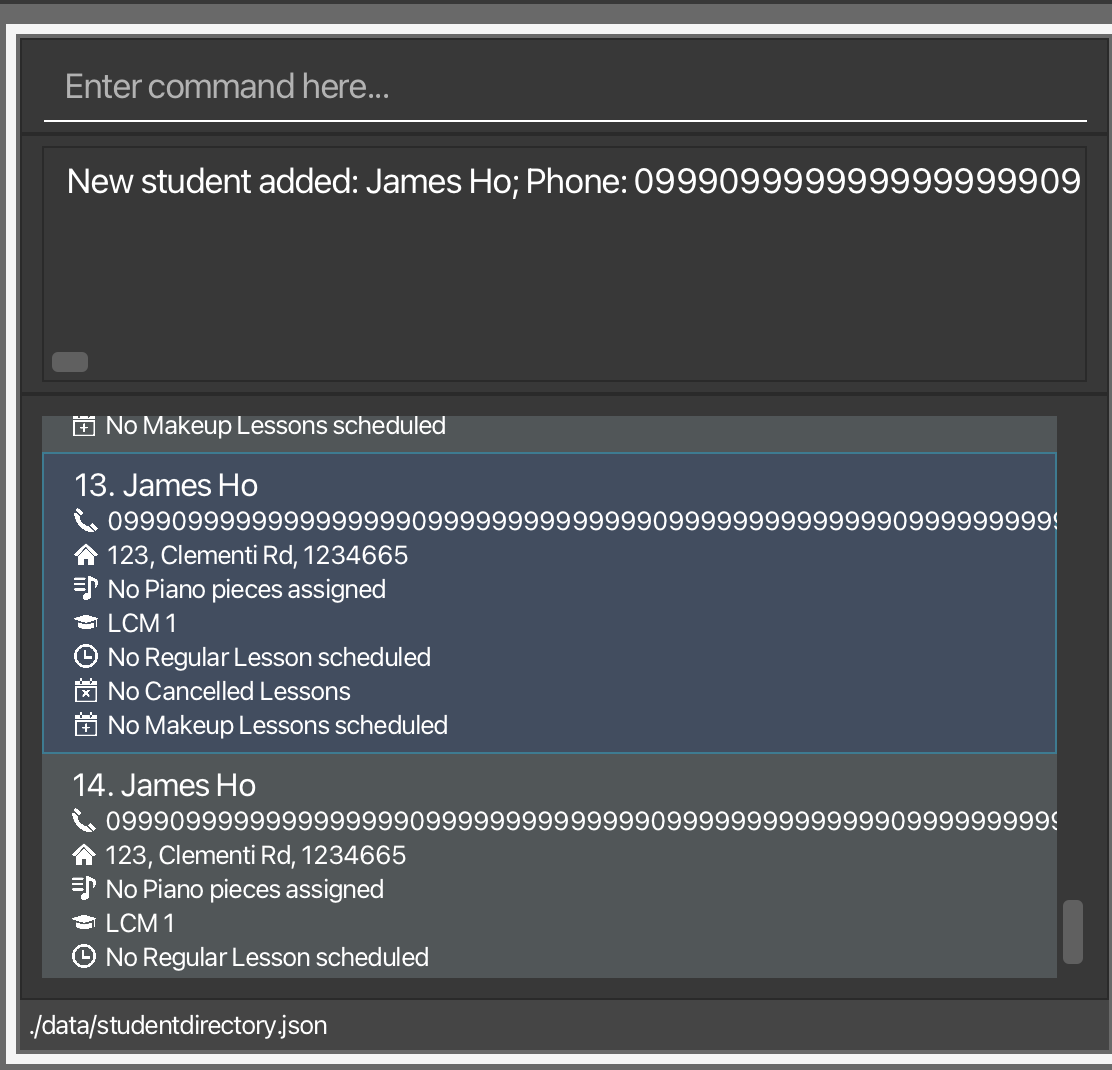 Enter command here...
New student added: James Ho; Phone: 099909999999999999909
No Makeup Lessons scheduled
13. James Ho
099909999999999999909999999999999909999999999999909999999999
123, Clementi Rd, 1234665
No Piano pieces assigned
LCM 1
No Regular Lesson scheduled
No Cancelled Lessons
No Makeup Lessons scheduled
14. James Ho
099909999999999999909999999999999909999999999999909999999999
123, Clementi Rd, 1234665
No Piano pieces assigned
LCM 1
No Regular Lesson scheduled
./data/studentdirectory.json